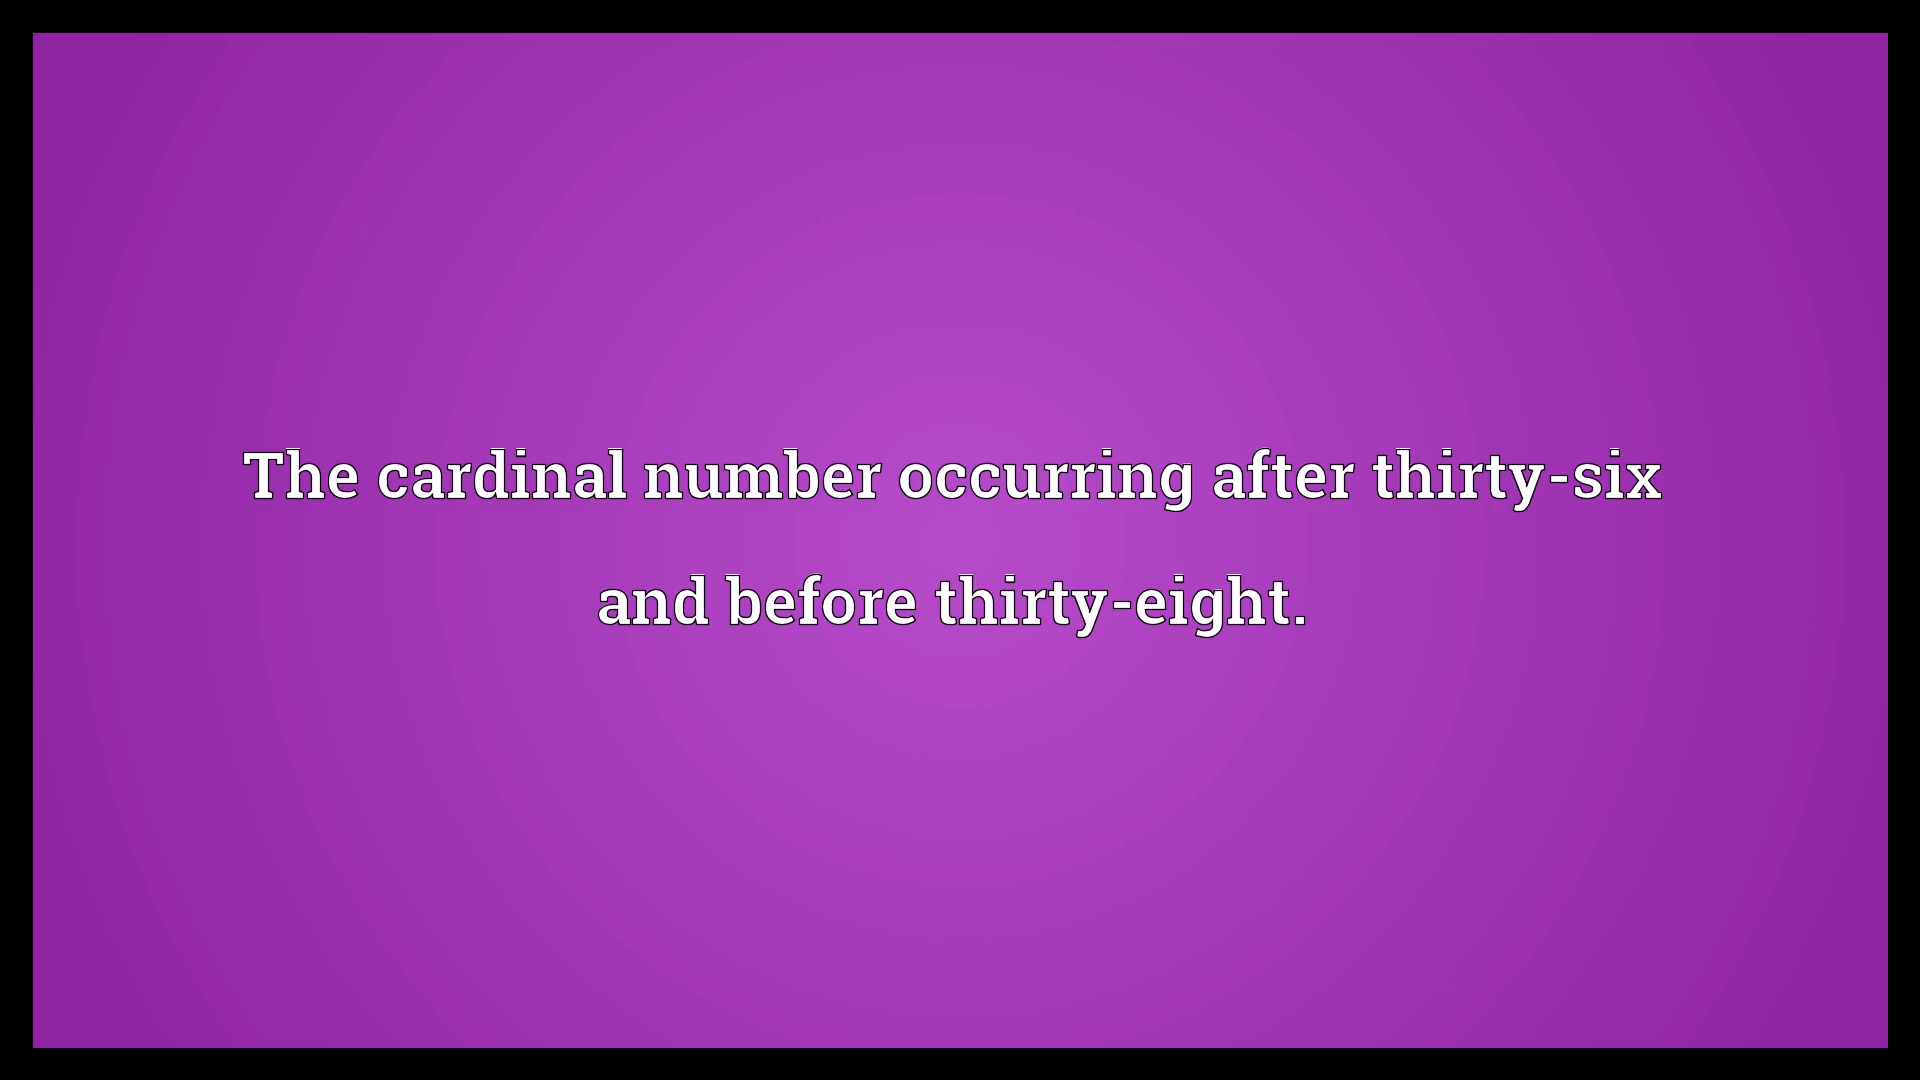 The cardinal number occurring after thirty-six
and before thirty-eight.